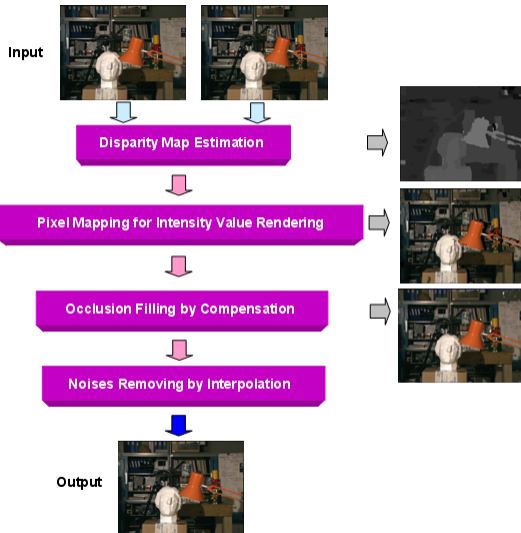 Input
Disparity Map Estimation
Pixel Mapping for Intensity Value Rendering
Occlusion Filling by Compensation
Noises Removing by Interpolation
Output